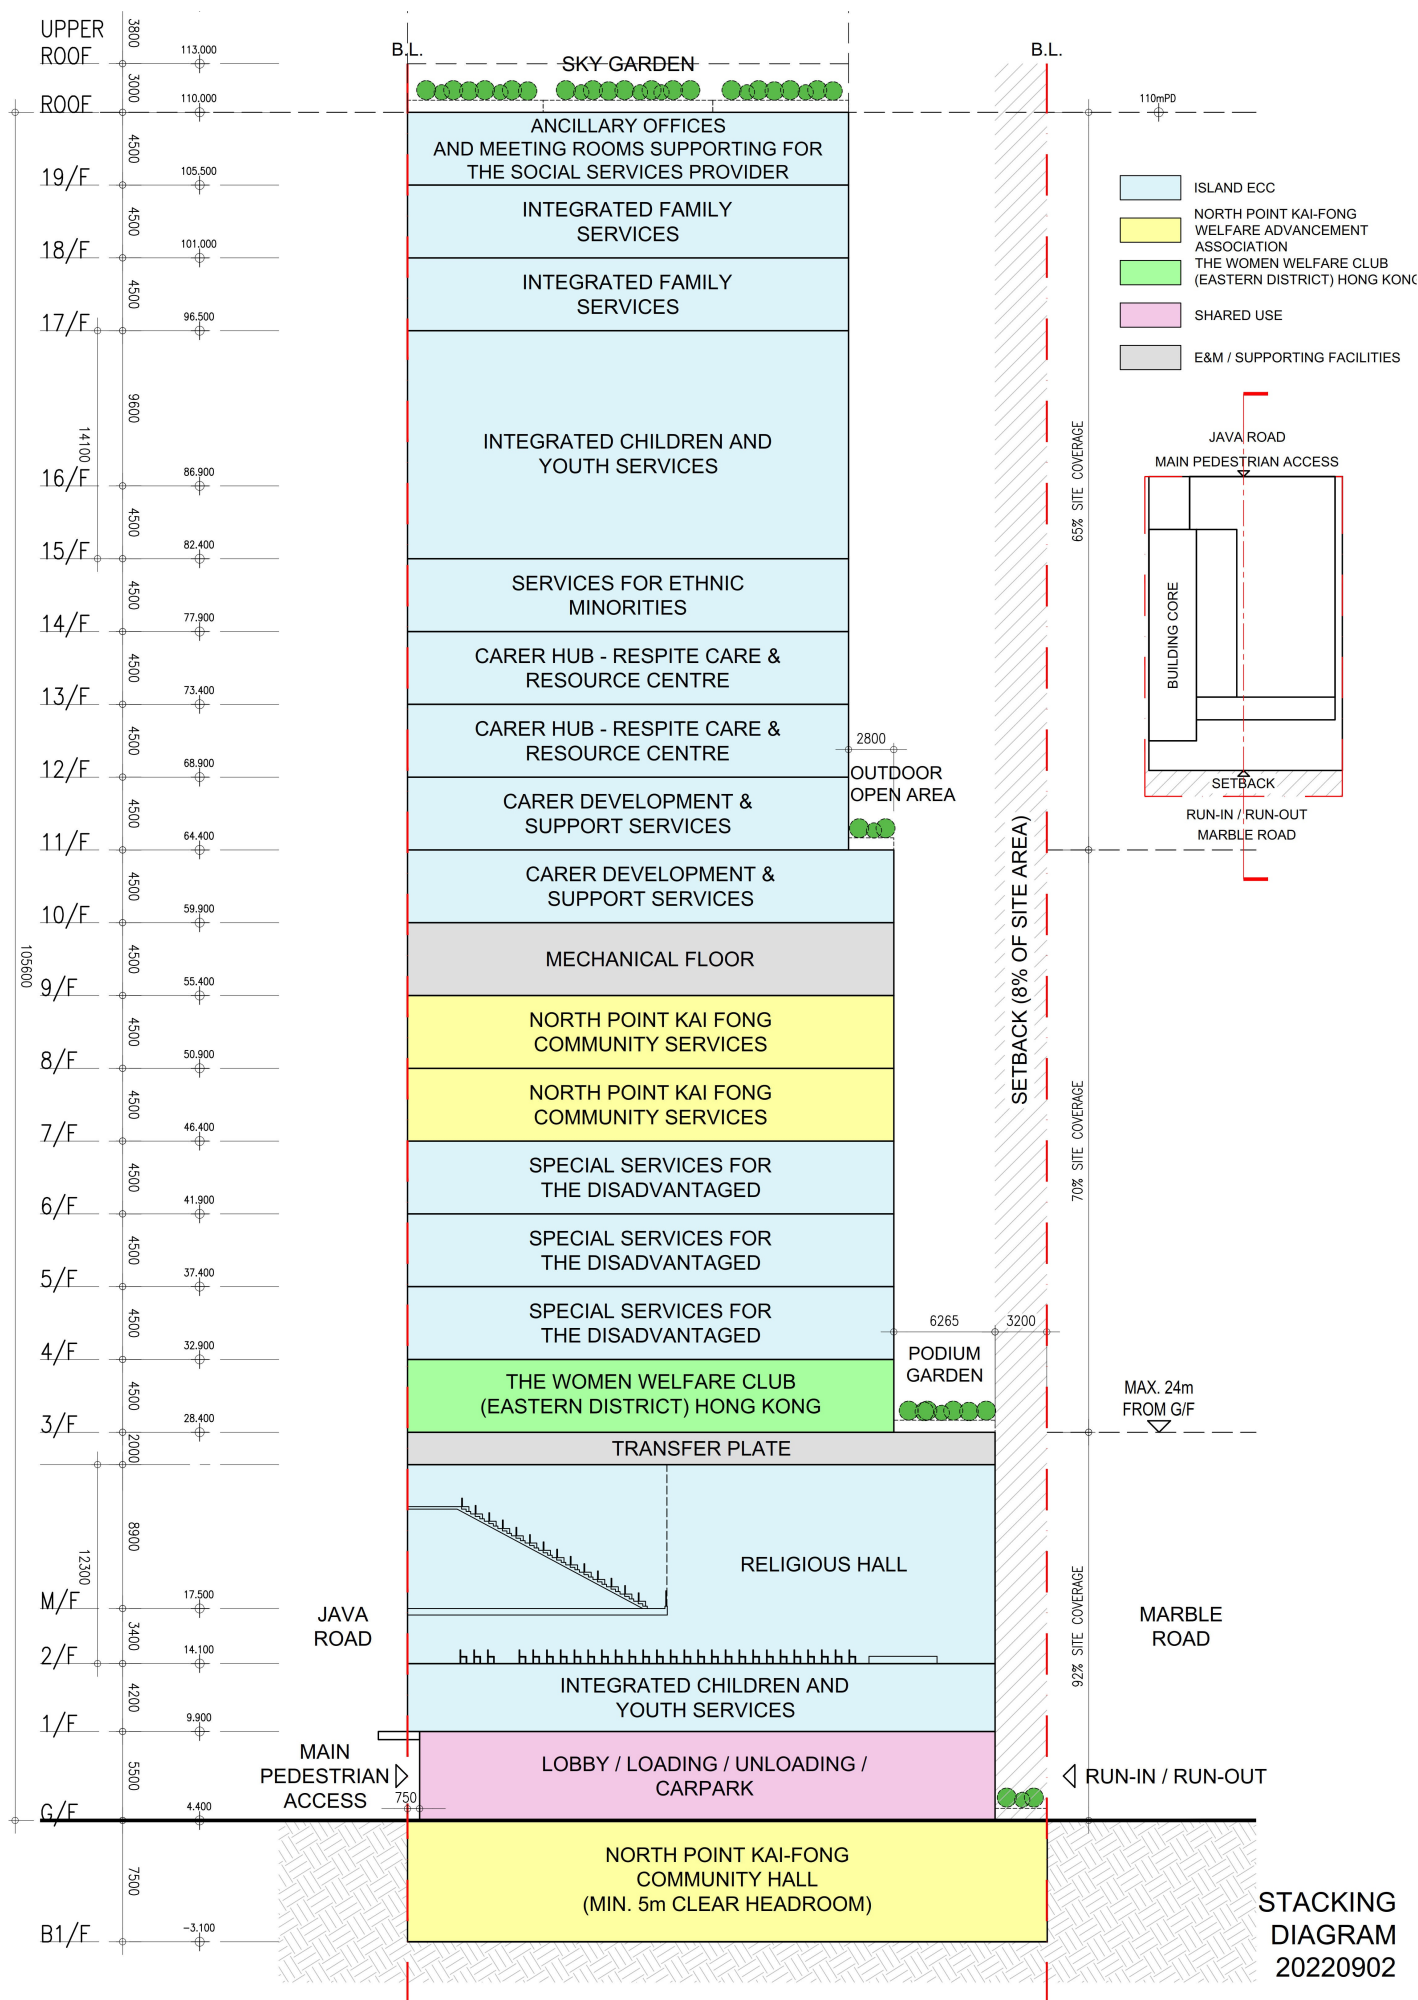 UPPER
ROOF
3800
113.000
3000
ROOF
110.000
4500
19/F
105.500
4500
18/F
101.000
4500
17/F
96.500
9600
14100
16/F
86.900
4500
15/F
82.400
4500
14/F
77.900
4500
13/F
73.400
4500
12/F
68.900
4500
11/F
64.400
4500
10/F
59.900
4500
105600
9/F
55.400
4500
8/F
50.900
4500
7/F
46.400
4500
6/F
41.900
4500
5/F
37.400
4500
4/F
32.900
4500
3/F
28.400
2000
8900
12300
M/F
17.500
3400
2/F
14.100
4200
1/F
9.900
5500
G/F
4.400
7500
B1/F
-3.100
B.L.
B.L.
SKY GARDEN
ANCILLARY OFFICES
AND MEETING ROOMS SUPPORTING FOR
THE SOCIAL SERVICES PROVIDER
INTEGRATED FAMILY
SERVICES
INTEGRATED FAMILY
SERVICES
INTEGRATED CHILDREN AND
YOUTH SERVICES
SERVICES FOR ETHNIC
MINORITIES
CARER HUB - RESPITE CARE &
RESOURCE CENTRE
CARER HUB - RESPITE CARE &
RESOURCE CENTRE
2800
OUTDOOR
OPEN AREA
CARER DEVELOPMENT &
SUPPORT SERVICES
CARER DEVELOPMENT &
SUPPORT SERVICES
MECHANICAL FLOOR
NORTH POINT KAI FONG
COMMUNITY SERVICES
NORTH POINT KAI FONG
COMMUNITY SERVICES
SPECIAL SERVICES FOR
THE DISADVANTAGED
SPECIAL SERVICES FOR
THE DISADVANTAGED
SPECIAL SERVICES FOR
THE DISADVANTAGED
6265
3200
PODIUM
GARDEN
THE WOMEN WELFARE CLUB
(EASTERN DISTRICT) HONG KONG
TRANSFER PLATE
RELIGIOUS HALL
JAVA
ROAD
INTEGRATED CHILDREN AND
YOUTH SERVICES
MAIN
PEDESTRIAN
ACCESS
750
LOBBY / LOADING / UNLOADING /
CARPARK
NORTH POINT KAI-FONG
COMMUNITY HALL
(MIN. 5m CLEAR HEADROOM)
SETBACK (8% OF SITE AREA)
65% SITE COVERAGE
70% SITE COVERAGE
92% SITE COVERAGE
110mPD
ISLAND ECC
NORTH POINT KAI-FONG
WELFARE ADVANCEMENT
ASSOCIATION
THE WOMEN WELFARE CLUB
(EASTERN DISTRICT) HONG KONG
SHARED USE
E&M / SUPPORTING FACILITIES
JAVA ROAD
MAIN PEDESTRIAN ACCESS
BUILDING CORE
SETBACK
RUN-IN / RUN-OUT
MARBLE ROAD
MAX. 24m
FROM G/F
MARBLE
ROAD
RUN-IN / RUN-OUT
STACKING
DIAGRAM
20220902